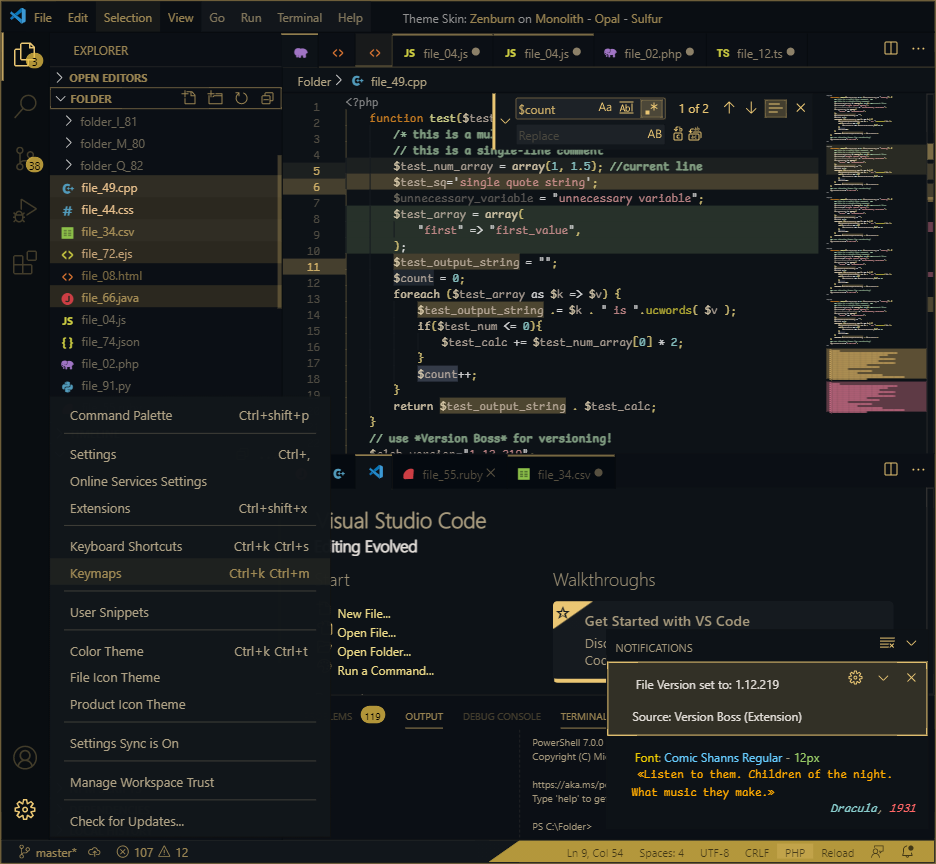 File Edit Selection View Go Run Terminal Help Theme Skin: Zenburn on Monolith - Opal - Sulfur
3
EXPLORER
file_04.js file_04.js file_02.php TS file_12.ts
OPEN EDITORS
Folder > file_49.cpp
FOLDER
folder_I_81
folder_M_80
folder_Q_82
file_49.cpp
file_44.css
file_34.csv
file_72.ejs
file_08.html
file_66.java
file_04.js
file_74.json
file_02.php
file_91.py
38
$count Aa Abl .* 1 of 2
Replace AB
1 <?php
2 function test($test
3 /* this is a mu
4 // this is a single-line comment
5 $test_num_array = array(1, 1.5); //current line
6 $test_sq='single quote string';
7 $unnecessary_variable = "unnecessary variable";
8 $test_array = array(
9 "first" => "first_value",
10 );
11 $test_output_string = "";
12 $count = 0;
13 foreach ($test_array as $k => $v) {
14 $test_output_string .= $k . " is ".ucwords( $v );
15 if($test_num <= 0){
16 $test_calc += $test_num_array[0] * 2;
17 }
18 $count++;
19 }
return $test_output_string . $test_calc;
}
// use *Version Boss* for versioning!
Command Palette Ctrl+shift+p
Settings Ctrl+,
Online Services Settings
Extensions Ctrl+shift+x
Keyboard Shortcuts Ctrl+k Ctrl+s
Keymaps Ctrl+k Ctrl+m
User Snippets
Color Theme Ctrl+k Ctrl+t
File Icon Theme
Product Icon Theme
Settings Sync is On
Manage Workspace Trust
Check for Updates...
file_55.ruby file_34.csv
isual Studio Code
iting Evolved
art
New File...
Open File...
Open Folder...
Run a Command...
Walkthroughs
Get Started with VS Code
Disc
Coc
NOTIFICATIONS
File Version set to: 1.12.219
Source: Version Boss (Extension)
LEMS 119 OUTPUT DEBUG CONSOLE TERMINAL
PowerShell 7.0.0
Copyright (C) Mi
https://aka.ms/p
Type 'help' to ge
PS C:\Folder>
Font: Comic Shanns Regular - 12px
«Listen to them. Children of the night.
What music they make.»
Dracula, 1931
master* 107 12 Ln 9, Col 54 Spaces: 4 UTF-8 CRLF PHP Reload